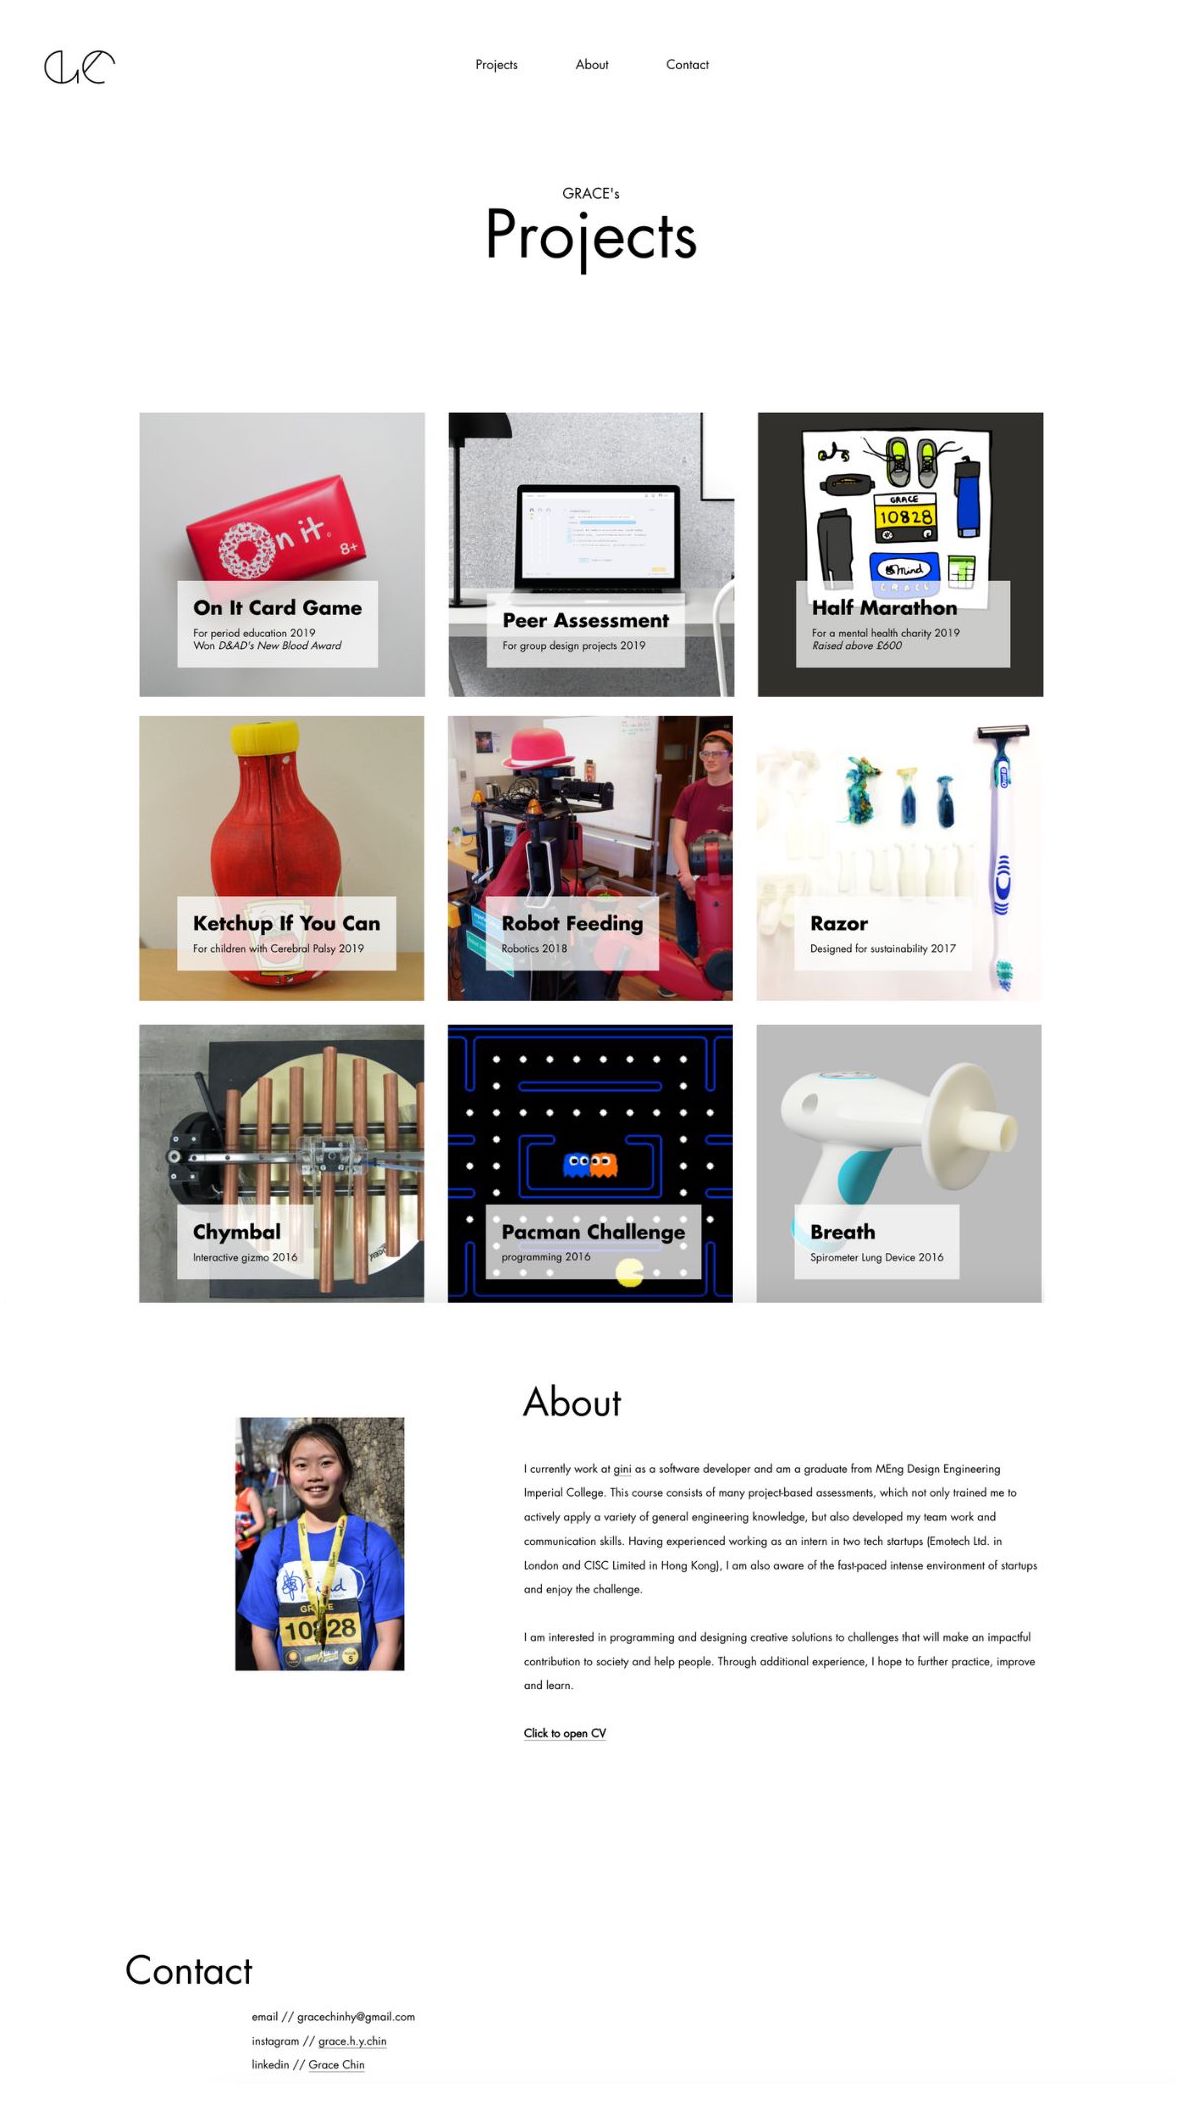 Projects About Contact
GRACE's
Projects
On it.
8+
On It Card Game
For period education 2019
Won D&AD's New Blood Award
Peer Assessment
For group design projects 2019
GRACE
10828
mind
GRACE
Half Marathon
For a mental health charity 2019
Raised above £600
Ketchup If You Can
For children with Cerebral Palsy 2019
Robot Feeding
Robotics 2018
Razor
Designed for sustainability 2017
Chymbal
Interactive gizmo 2016
Pacman Challenge
programming 2016
Breath
Spirometer Lung Device 2016
About
I currently work at gini as a software developer and am a graduate from MEng Design Engineering
Imperial College. This course consists of many project-based assessments, which not only trained me to
actively apply a variety of general engineering knowledge, but also developed my team work and
communication skills. Having experienced working as an intern in two tech startups (Emotech Ltd. in
London and CISC Limited in Hong Kong), I am also aware of the fast-paced intense environment of startups
and enjoy the challenge.
I am interested in programming and designing creative solutions to challenges that will make an impactful
contribution to society and help people. Through additional experience, I hope to further practice, improve
and learn.
Click to open CV
mind
10828
Contact
email // gracechinhy@gmail.com
instagram // grace.h.y.chin
linkedin // Grace Chin